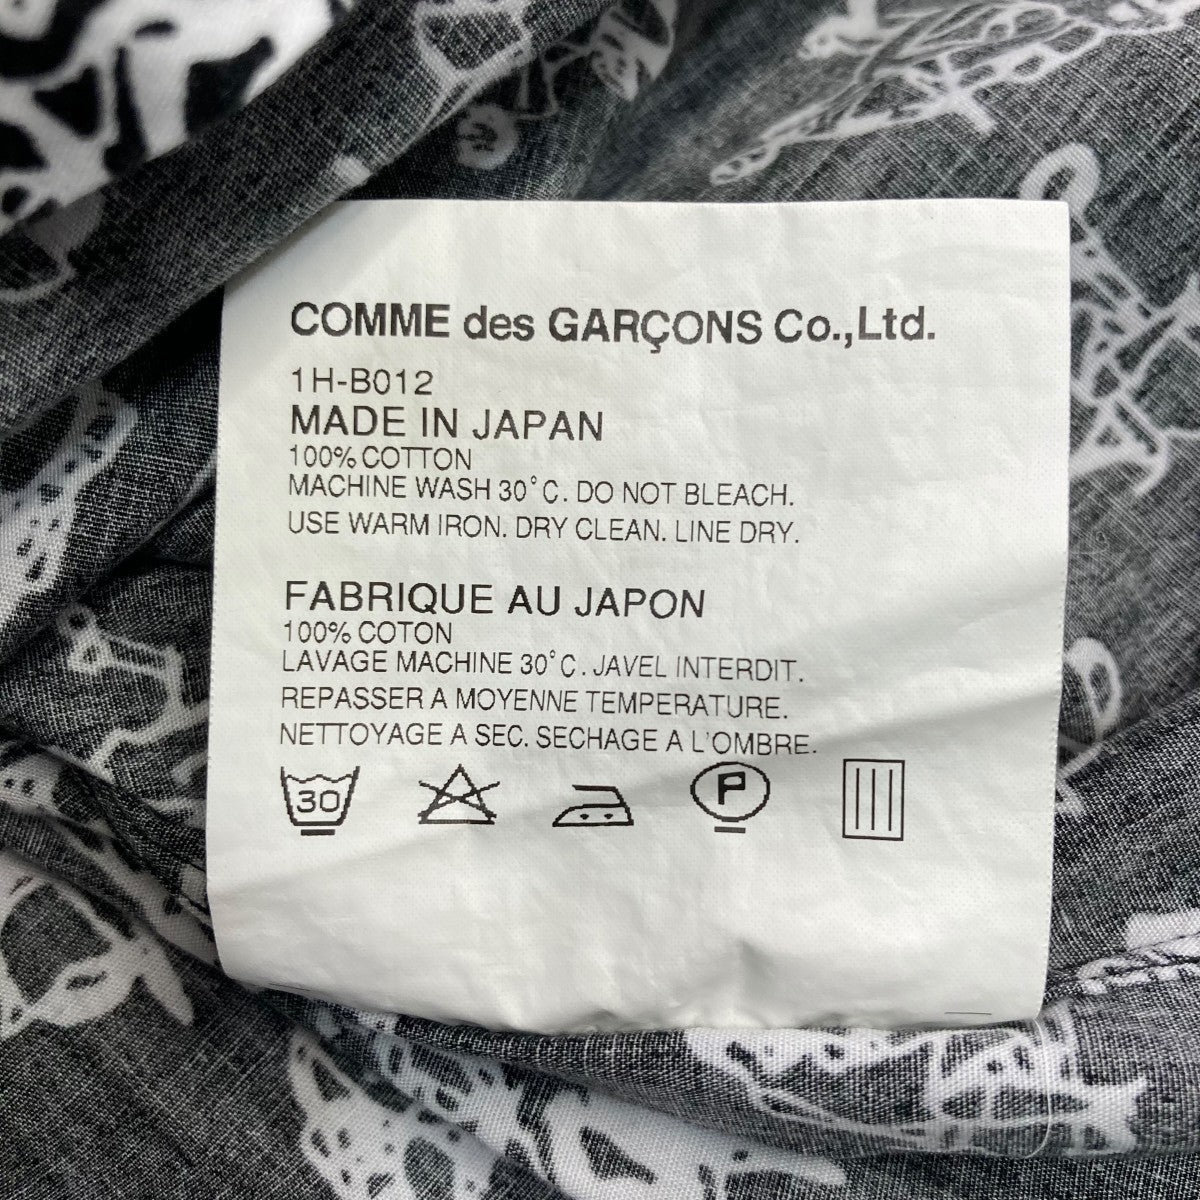 COMME des GARÇONS Co.,Ltd.
1H-B012
MADE IN JAPAN
100% COTTON
MACHINE WASH 30°C. DO NOT BLEACH.
USE WARM IRON. DRY CLEAN. LINE DRY.
FABRIQUE AU JAPON
100% COTON
LAVAGE MACHINE 30°C. JAVEL INTERDIT.
REPASSER A MOYENNE TEMPERATURE.
NETTOYAGE A SEC. SECHAGE A L'OMBRE.
30 P